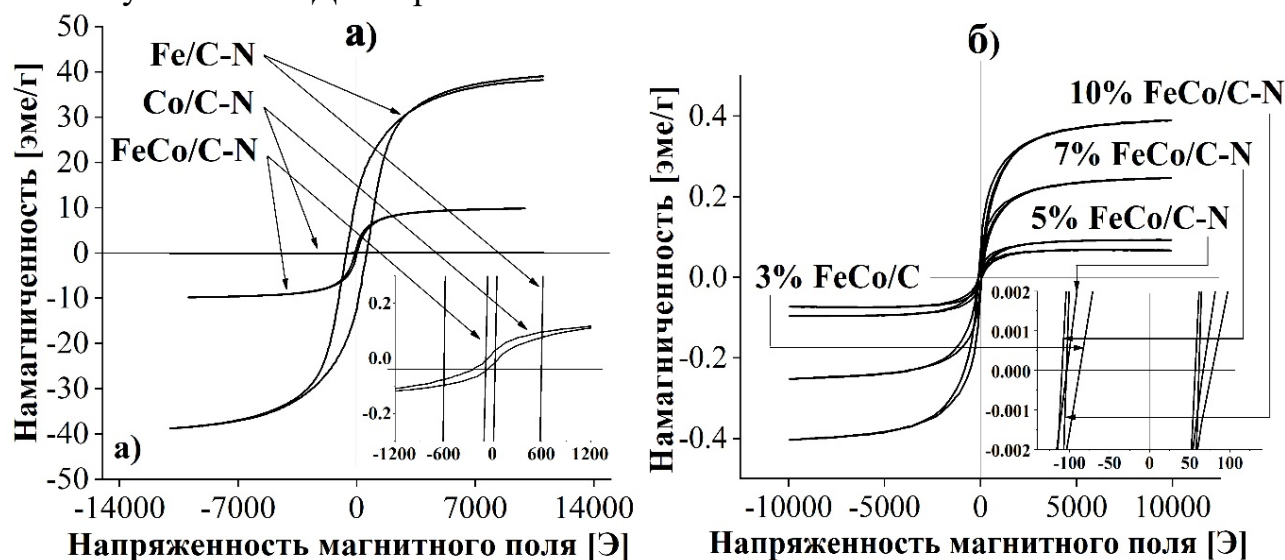 а)
Fe/C-N
Co/C-N
FeCo/C-N
Намагниченность [эме/г]
50
40
30
20
10
0
-10
-20
-30
-40
-50
0.2
0.0
-0.2
-1200 -600 0 600 1200
а)
-14000 -7000 0 7000 14000
Напряженность магнитного поля [Э]
б)
10% FeCo/C-N
7% FeCo/C-N
5% FeCo/C-N
3% FeCo/C
Намагниченность [эме/г]
0.4
0.2
0.0
-0.2
-0.4
0.002
0.001
0.000
-0.001
-0.002
-100 -50 0 50 100
-10000 -5000 0 5000 10000
Напряженность магнитного поля [Э]